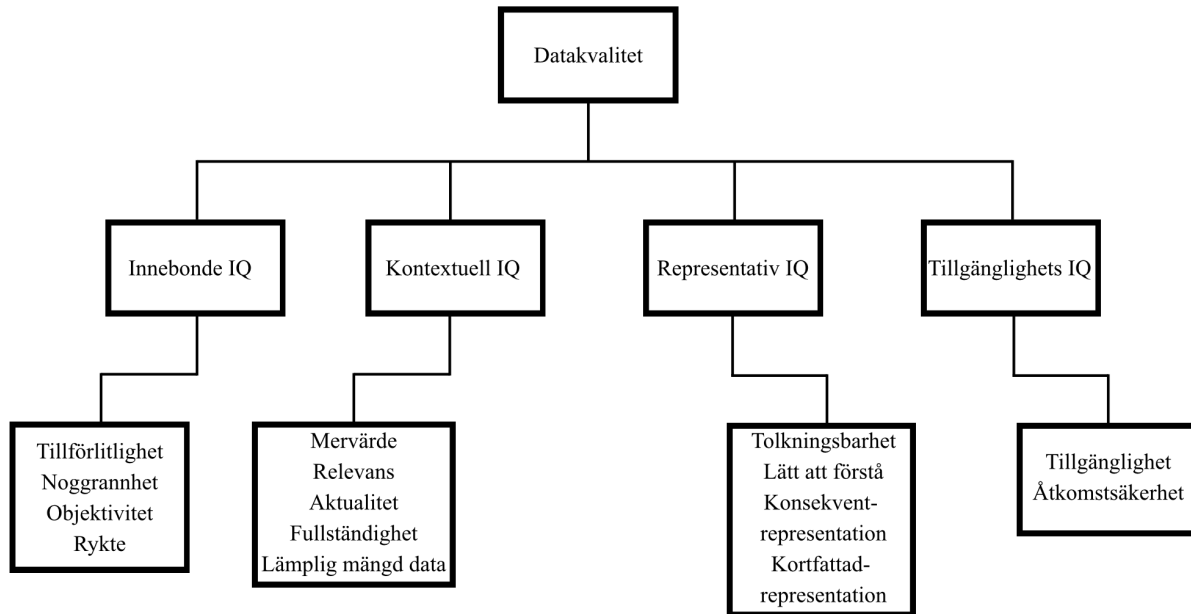 Datakvalitet
Innebonde IQ
Kontextuell IQ
Representativ IQ
Tillgänglighets IQ
Tillförlitlighet
Noggrannhet
Objektivitet
Rykte
Mervärde
Relevans
Aktualitet
Fullständighet
Lämplig mängd data
Tolkningsbarhet
Lätt att förstå
Konsekvent-
representation
Kortfattad-
representation
Tillgänglighet
Åtkomstsäkerhet